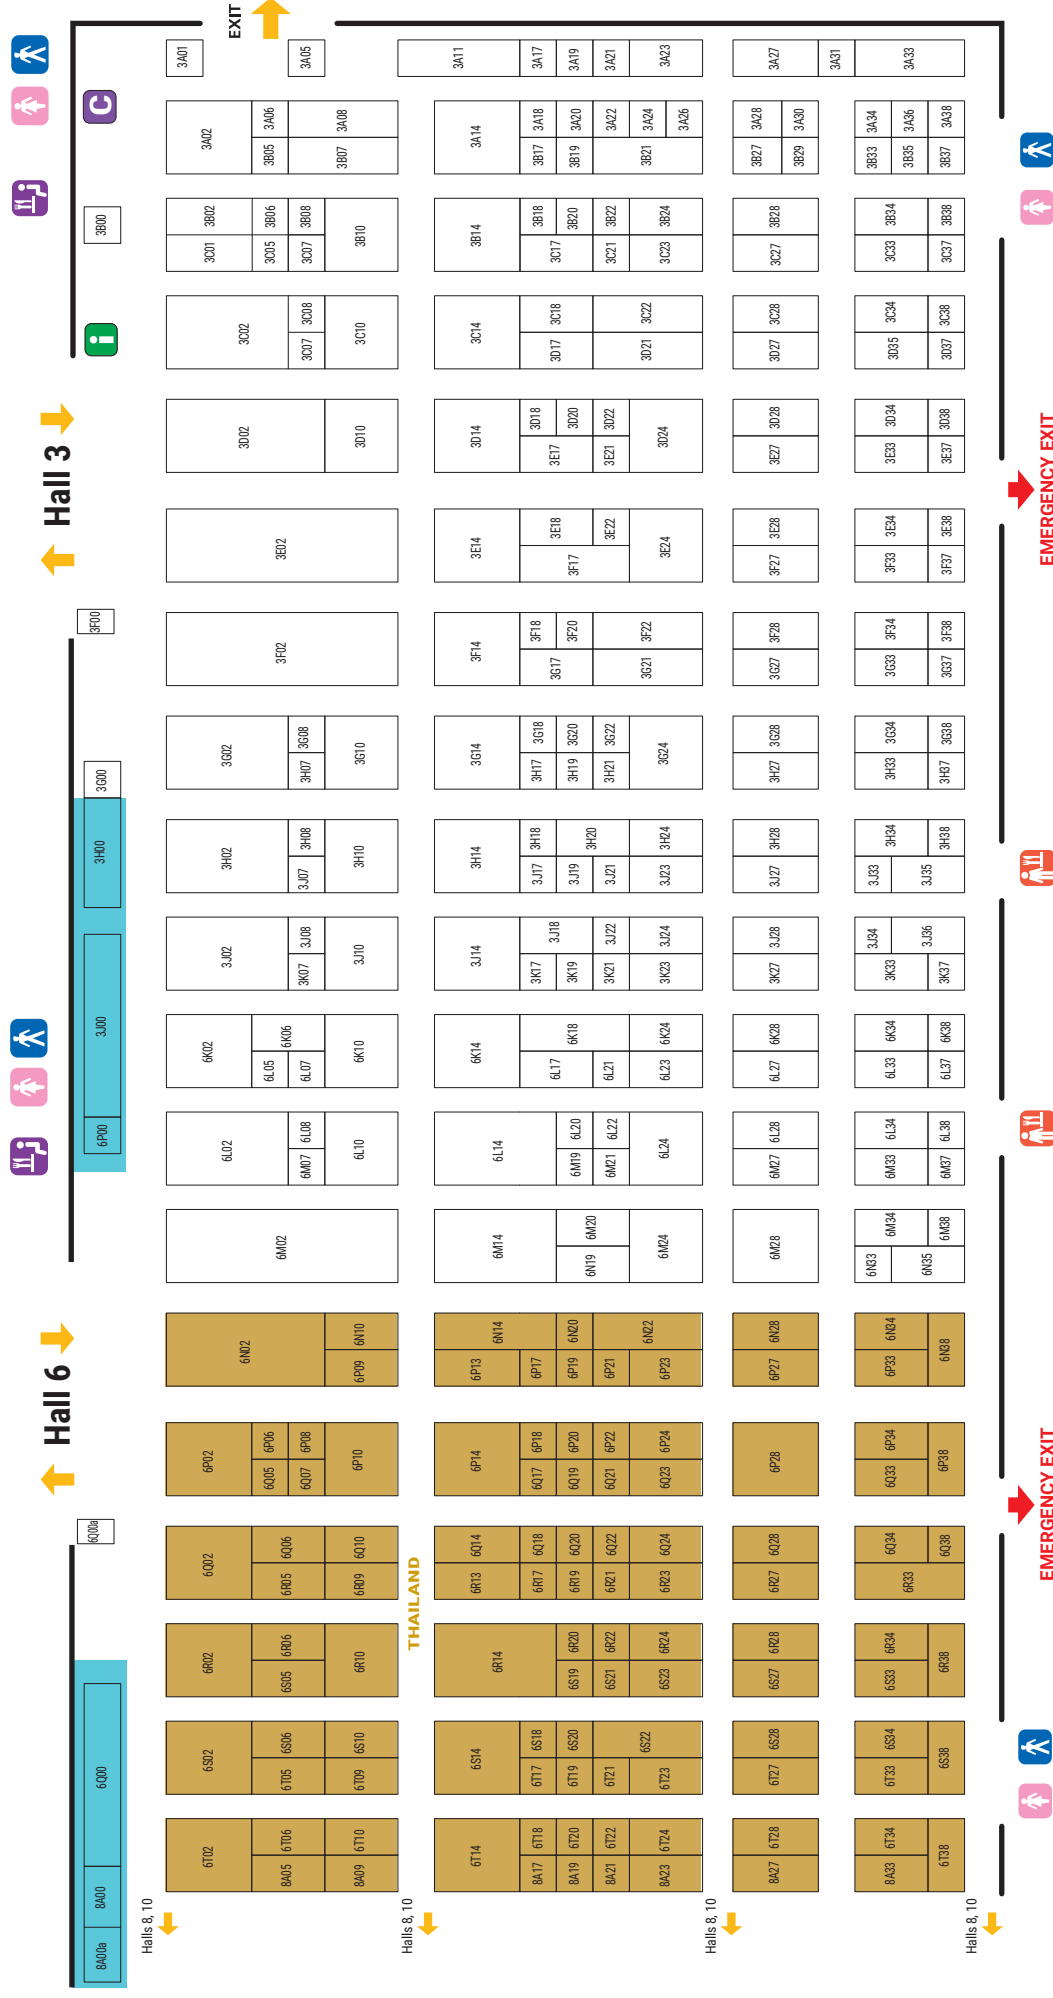 EXIT
3A01
3A05
3A11
3A17
3A19
3A21
3A23
3A27
3A31
3A33
C
3A02
3A06
3A08
3B05
3B07
3A14
3A18
3A20
3A22
3A24
3A26
3B17
3B19
3B21
3A28
3A30
3B27
3B29
3A34
3A36
3A38
3B33
3B35
3B37
3B00
3B02
3B06
3B08
3C01
3C05
3C07
3B10
3B14
3B18
3B20
3B22
3B24
3C17
3C21
3C23
3B28
3C27
3B34
3B38
3C33
3C37
i
3C02
3C08
3C07
3C10
3C14
3C18
3C22
3D17
3D21
3C28
3D27
3C34
3C38
3D35
3D37
Hall 3
3D02
3D10
3D14
3D18
3D20
3D22
3E17
3E21
3D24
3D28
3E27
3D34
3D38
3E33
3E37
EMERGENCY EXIT
3E02
3E14
3E18
3E22
3F17
3E24
3E28
3F27
3E34
3E38
3F33
3F37
3F00
3F02
3F14
3F18
3F20
3F22
3G17
3G21
3F28
3G27
3F34
3F38
3G33
3G37
3G00
3G02
3G08
3H07
3G10
3G14
3G18
3G20
3G22
3H17
3H19
3H21
3G24
3G28
3H27
3G34
3G38
3H33
3H37
3H00
3H02
3H08
3J07
3H10
3H14
3H18
3H20
3H24
3J17
3J19
3J21
3J23
3H28
3J27
3H34
3H38
3J33
3J35
3J00
3J02
3J08
3K07
3J10
3J14
3J18
3J22
3J24
3K17
3K19
3K21
3K23
3J28
3K27
3J34
3J36
3K33
3K37
6K02
6K06
6L05
6L07
6K10
6K14
6K18
6K24
6L17
6L21
6L23
6K28
6L27
6K34
6K38
6L33
6L37
6P00
6L02
6L08
6M07
6L10
6L14
6L20
6L22
6M19
6M21
6L24
6L28
6M27
6L34
6L38
6M33
6M37
6M02
6M14
6M20
6N19
6M24
6M28
6M34
6M38
6N33
6N35
Hall 6
6N02
6N10
6P09
6N14
6N20
6N22
6P13
6P17
6P19
6P21
6P23
6N28
6P27
6N34
6P33
6N38
6P02
6P06
6P08
6Q05
6Q07
6P10
6P14
6P18
6P20
6P22
6P24
6Q17
6Q19
6Q21
6Q23
6P28
6P34
6Q33
6P38
EMERGENCY EXIT
6Q00a
6Q02
6Q06
6Q10
6R05
6R09
THAILAND
6Q14
6Q18
6Q20
6Q22
6Q24
6R13
6R17
6R19
6R21
6R23
6Q28
6R27
6Q34
6Q38
6R33
6R02
6R06
6S05
6R10
6R14
6R20
6R22
6R24
6S19
6S21
6S23
6R28
6S27
6R34
6S33
6R38
6Q00
6S02
6S06
6S10
6T05
6T09
6S14
6S18
6S20
6S22
6T17
6T19
6T21
6T23
6S28
6T27
6S34
6T33
6S38
8A00
6T02
6T06
6T10
8A05
8A09
6T14
6T18
6T20
6T22
6T24
8A17
8A19
8A21
8A23
6T28
8A27
6T34
8A33
6T38
8A00a
Halls 8, 10
Halls 8, 10
Halls 8, 10
Halls 8, 10